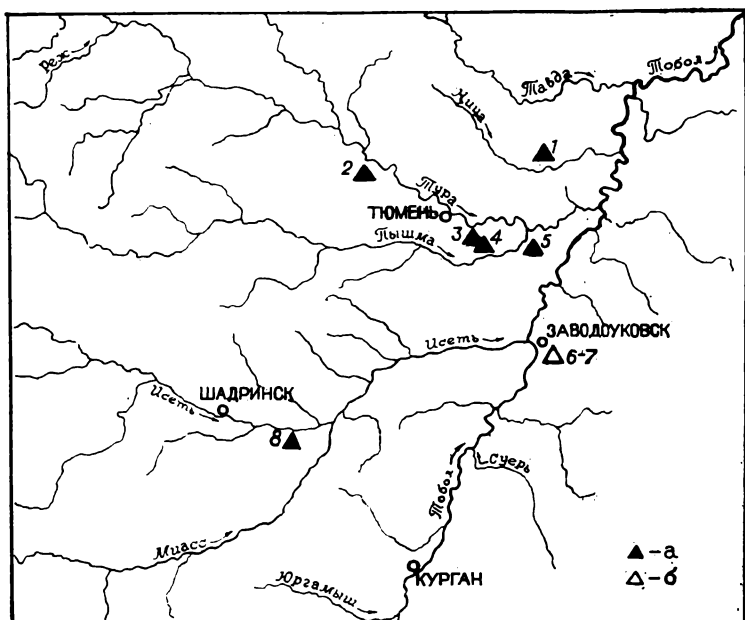 Реж
Тавда
Тобол
Ница
1
2
Тура
ТЮМЕНЬ
Пышма
3
4
5
Исеть
ЗАВОДОУКОВСК
6-7
ШАДРИНСК
Исеть
8
Суерь
Тобол
Миасс
КУРГАН
Юргамыш
-а
-б